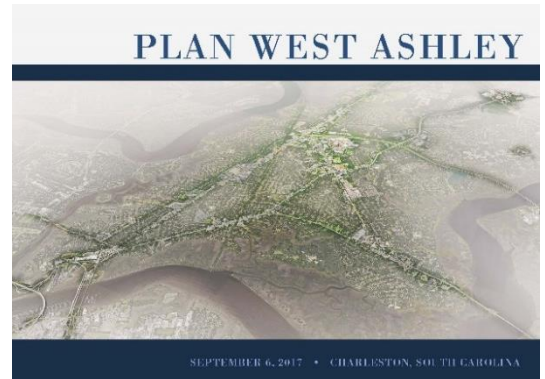 PLAN WEST ASHLEY
SEPTEMBER 6, 2017 • CHARLESTON, SOUTH CAROLINA